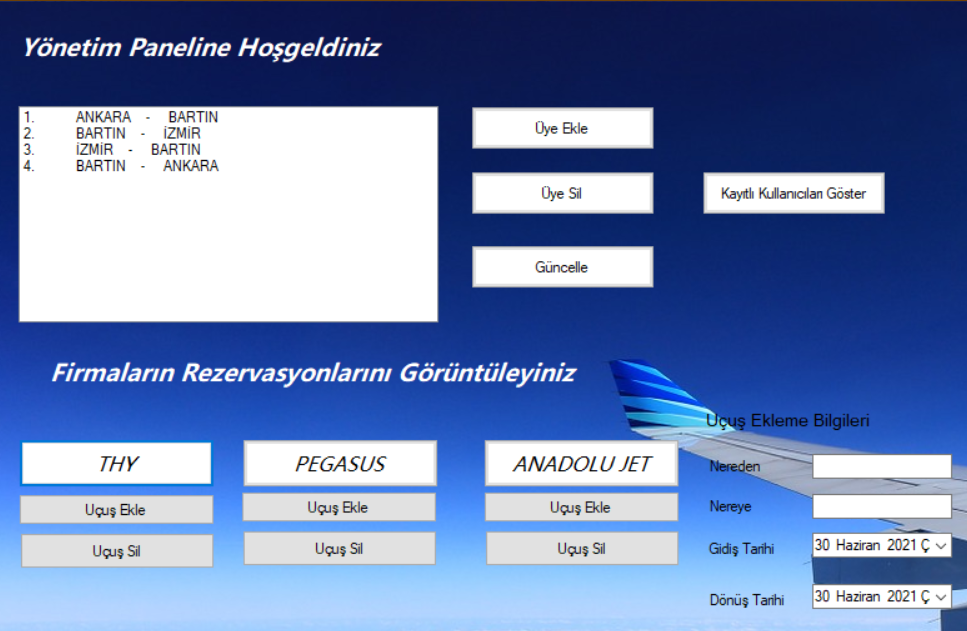 Yönetim Paneline Hoşgeldiniz
1. ANKARA - BARTIN
2. BARTIN - İZMİR
3. İZMİR - BARTIN
4. BARTIN - ANKARA
Üye Ekle
Üye Sil
Kayıtlı Kullanıcıları Göster
Güncelle
Firmaların Rezervasyonlarını Görüntüleyiniz
Uçuş Ekleme Bilgileri
THY PEGASUS ANADOLU JET
Nereden
Uçuş Ekle Uçuş Ekle Uçuş Ekle
Nereye
Uçuş Sil Uçuş Sil Uçuş Sil
Gidiş Tarihi 30 Haziran 2021 Ç
Dönüş Tarihi 30 Haziran 2021 Ç